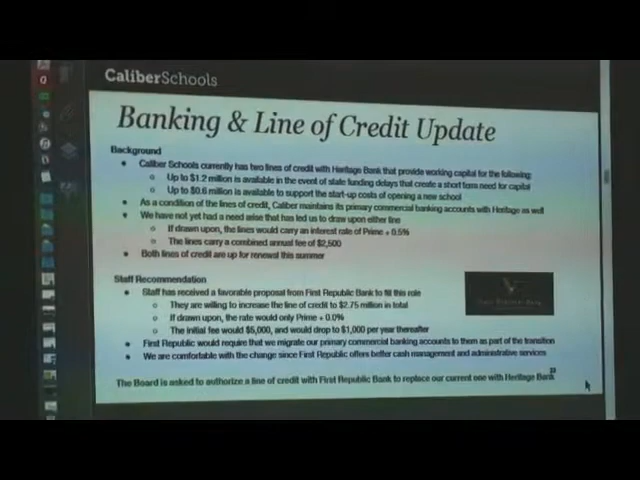 CaliberSchools
Banking & Line of Credit Update
Background
• Caliber Schools currently has two lines of credit with Heritage Bank that provide working capital for the following:
o Up to $1.2 million is available in the event of state funding delays that create a short term need for capital
o Up to $0.6 million is available to support the start-up costs of opening a new school
• As a condition of the lines of credit, Caliber maintains its primary commercial banking accounts with Heritage as well
• We have not yet had a need arise that has led us to draw upon either line
o If drawn upon, the lines would carry an interest rate of Prime + 0.5%
o The lines carry a combined annual fee of $2,500
• Both lines of credit are up for renewal this summer
Staff Recommendation
• Staff has received a favorable proposal from First Republic Bank to fill this role
o They are willing to increase the line of credit to $2.75 million in total
o If drawn upon, the rate would only Prime + 0.0%
o The initial fee would $5,000, and would drop to $1,000 per year thereafter
• First Republic would require that we migrate our primary commercial banking accounts to them as part of the transition
• We are comfortable with the change since First Republic offers better cash management and administrative services
The Board is asked to authorize a line of credit with First Republic Bank to replace our current one with Heritage Bank